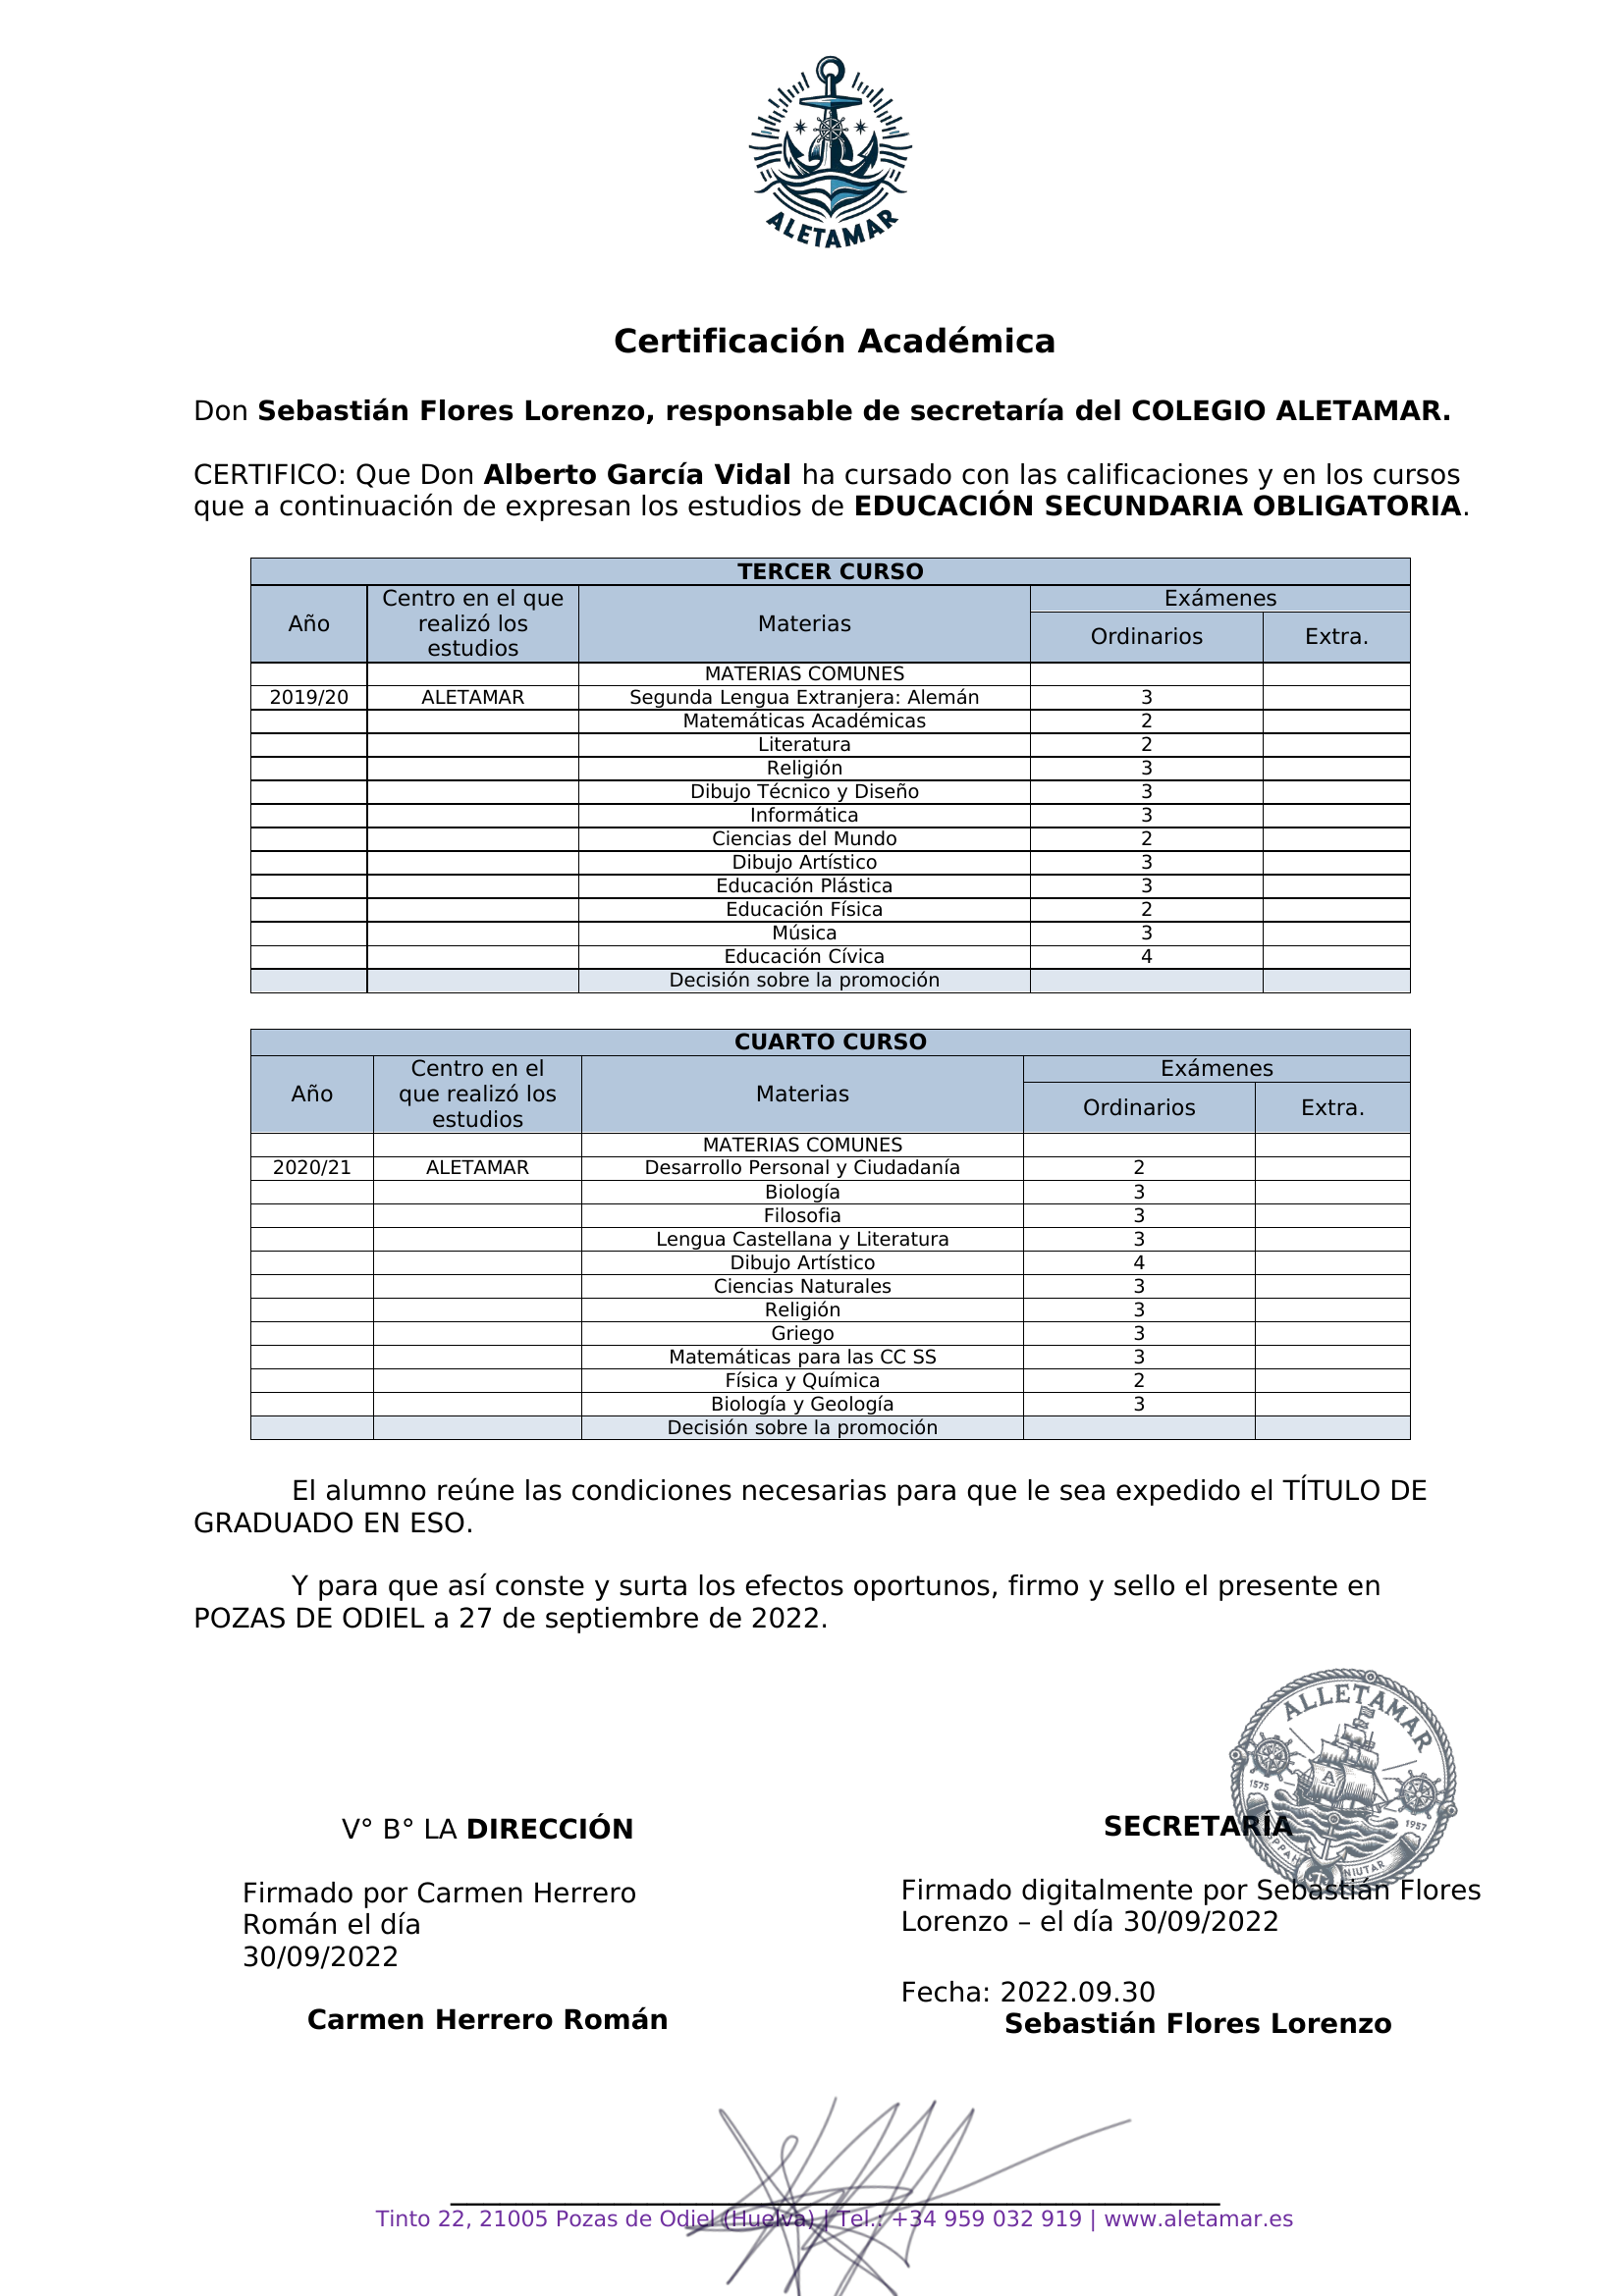 ALETAMAR
Certificación Académica
Don Sebastián Flores Lorenzo, responsable de secretaría del COLEGIO ALETAMAR.
CERTIFICO: Que Don Alberto García Vidal ha cursado con las calificaciones y en los cursos
que a continuación de expresan los estudios de EDUCACIÓN SECUNDARIA OBLIGATORIA.
TERCER CURSO
Año Centro en el que realizó los estudios Materias Exámenes
Ordinarios Extra.
MATERIAS COMUNES
2019/20 ALETAMAR Segunda Lengua Extranjera: Alemán 3
Matemáticas Académicas 2
Literatura 2
Religión 3
Dibujo Técnico y Diseño 3
Informática 3
Ciencias del Mundo 2
Dibujo Artístico 3
Educación Plástica 3
Educación Física 2
Música 3
Educación Cívica 4
Decisión sobre la promoción
CUARTO CURSO
Año Centro en el que realizó los estudios Materias Exámenes
Ordinarios Extra.
MATERIAS COMUNES
2020/21 ALETAMAR Desarrollo Personal y Ciudadanía 2
Biología 3
Filosofia 3
Lengua Castellana y Literatura 3
Dibujo Artístico 4
Ciencias Naturales 3
Religión 3
Griego 3
Matemáticas para las CC SS 3
Física y Química 2
Biología y Geología 3
Decisión sobre la promoción
El alumno reúne las condiciones necesarias para que le sea expedido el TÍTULO DE
GRADUADO EN ESO.
Y para que así conste y surta los efectos oportunos, firmo y sello el presente en
POZAS DE ODIEL a 27 de septiembre de 2022.
ALLETAMAR
A
1575
1957
NIUTAR
V° B° LA DIRECCIÓN
Firmado por Carmen Herrero
Román el día
30/09/2022
Carmen Herrero Román
SECRETARÍA
Firmado digitalmente por Sebastián Flores
Lorenzo – el día 30/09/2022
Fecha: 2022.09.30
Sebastián Flores Lorenzo
Tinto 22, 21005 Pozas de Odiel (Huelva) | Tel.: +34 959 032 919 | www.aletamar.es